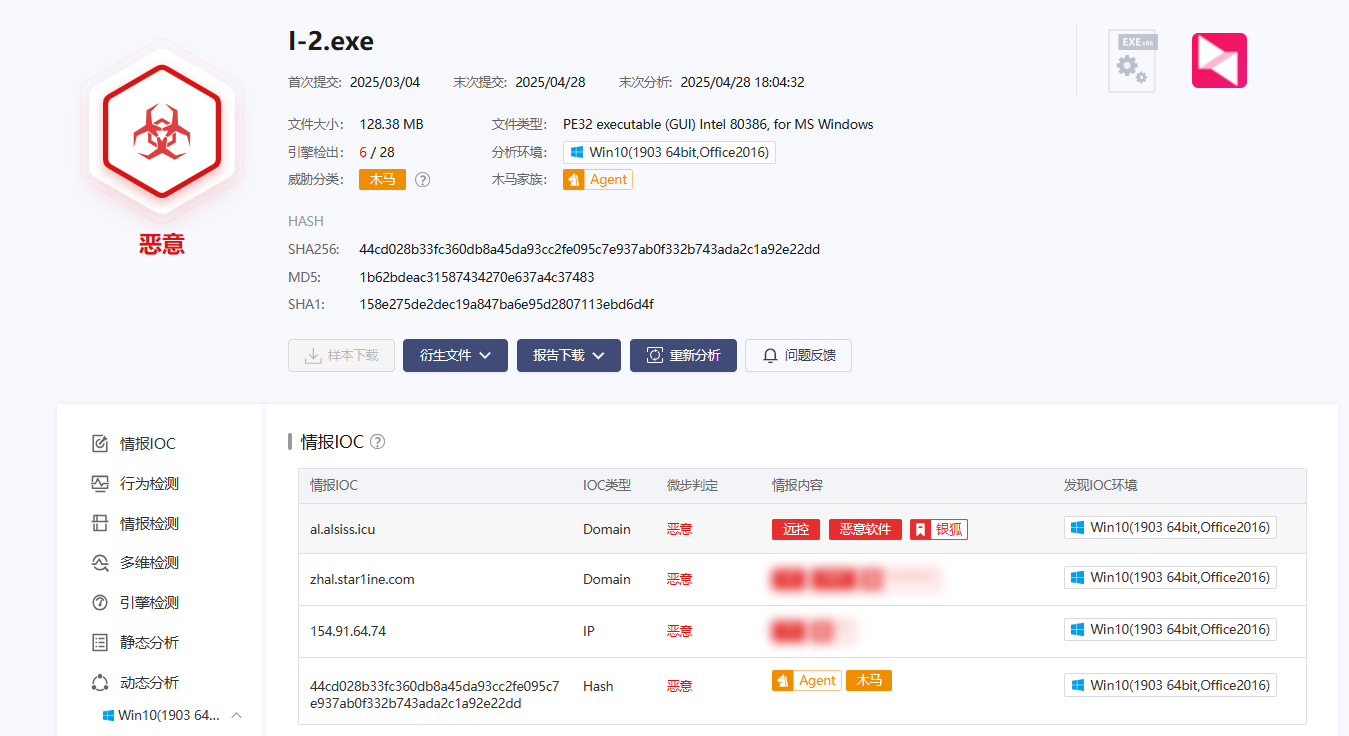 I-2.exe
首次提交: 2025/03/04 末次提交: 2025/04/28 末次分析: 2025/04/28 18:04:32
EXE x86
文件大小: 128.38 MB 文件类型: PE32 executable (GUI) Intel 80386, for MS Windows
引擎检出: 6 / 28 分析环境: Win10(1903 64bit,Office2016)
威胁分类: 木马 ? 木马家族: Agent
恶意
HASH
SHA256: 44cd028b33fc360db8a45da93cc2fe095c7e937ab0f332b743ada2c1a92e22dd
MD5: 1b62bdeac31587434270e637a4c37483
SHA1: 158e275de2dec19a847ba6e95d2807113ebd6d4f
样本下载 衍生文件 报告下载 重新分析 问题反馈
情报IOC
行为检测
情报检测
多维检测
引擎检测
静态分析
动态分析
Win10(1903 64...
情报IOC ?
情报IOC IOC类型 微步判定 情报内容 发现IOC环境
al.alsiss.icu Domain 恶意 远控 恶意软件 银狐 Win10(1903 64bit,Office2016)
zhal.star1ine.com Domain 恶意 Win10(1903 64bit,Office2016)
154.91.64.74 IP 恶意 Win10(1903 64bit,Office2016)
44cd028b33fc360db8a45da93cc2fe095c7 Hash 恶意 Agent 木马 Win10(1903 64bit,Office2016)
e937ab0f332b743ada2c1a92e22dd